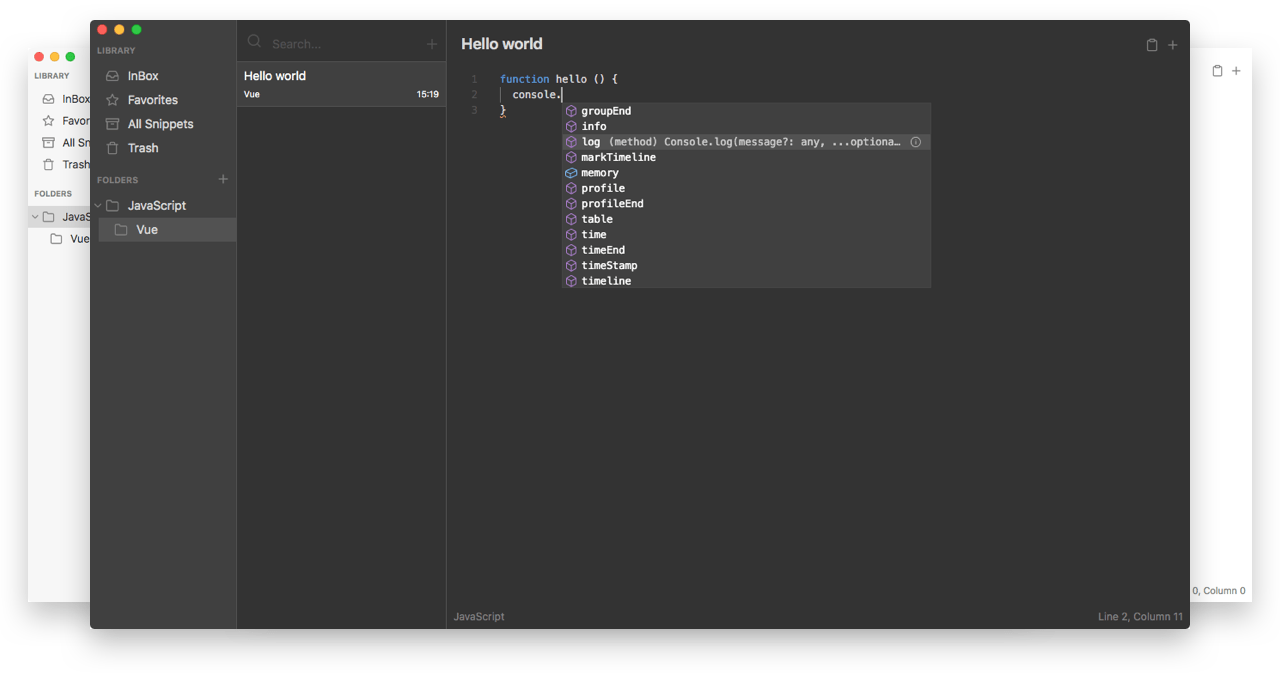 LIBRARY
InBox
Favor
All Sn
Trash
FOLDERS
JavaS
Vue
LIBRARY
InBox
Favorites
All Snippets
Trash
FOLDERS
JavaScript
Vue
Search...
Hello world
Vue 15:19
Hello world
1 function hello () {
2 console.
3 }
groupEnd
info
log (method) Console.log(message?: any, ...optiona…
markTimeline
memory
profile
profileEnd
table
time
timeEnd
timeStamp
timeline
JavaScript
Line 2, Column 11
0, Column 0